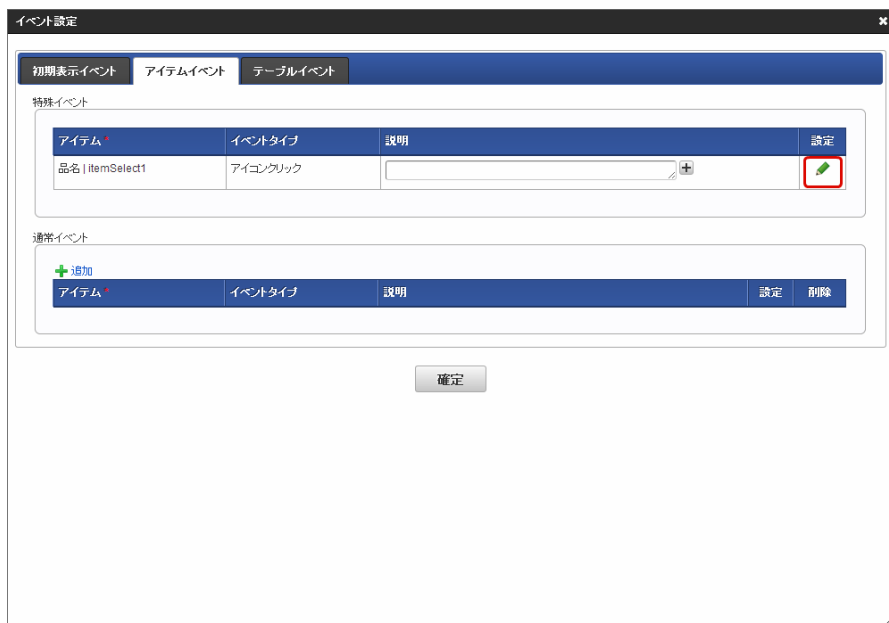 イベント設定
初期表示イベント アイテムイベント テーブルイベント
特殊イベント
アイテム* イベントタイプ 説明 設定
品名 | itemSelect1 アイコンクリック
通常イベント
追加
アイテム* イベントタイプ 説明 設定 削除
確定